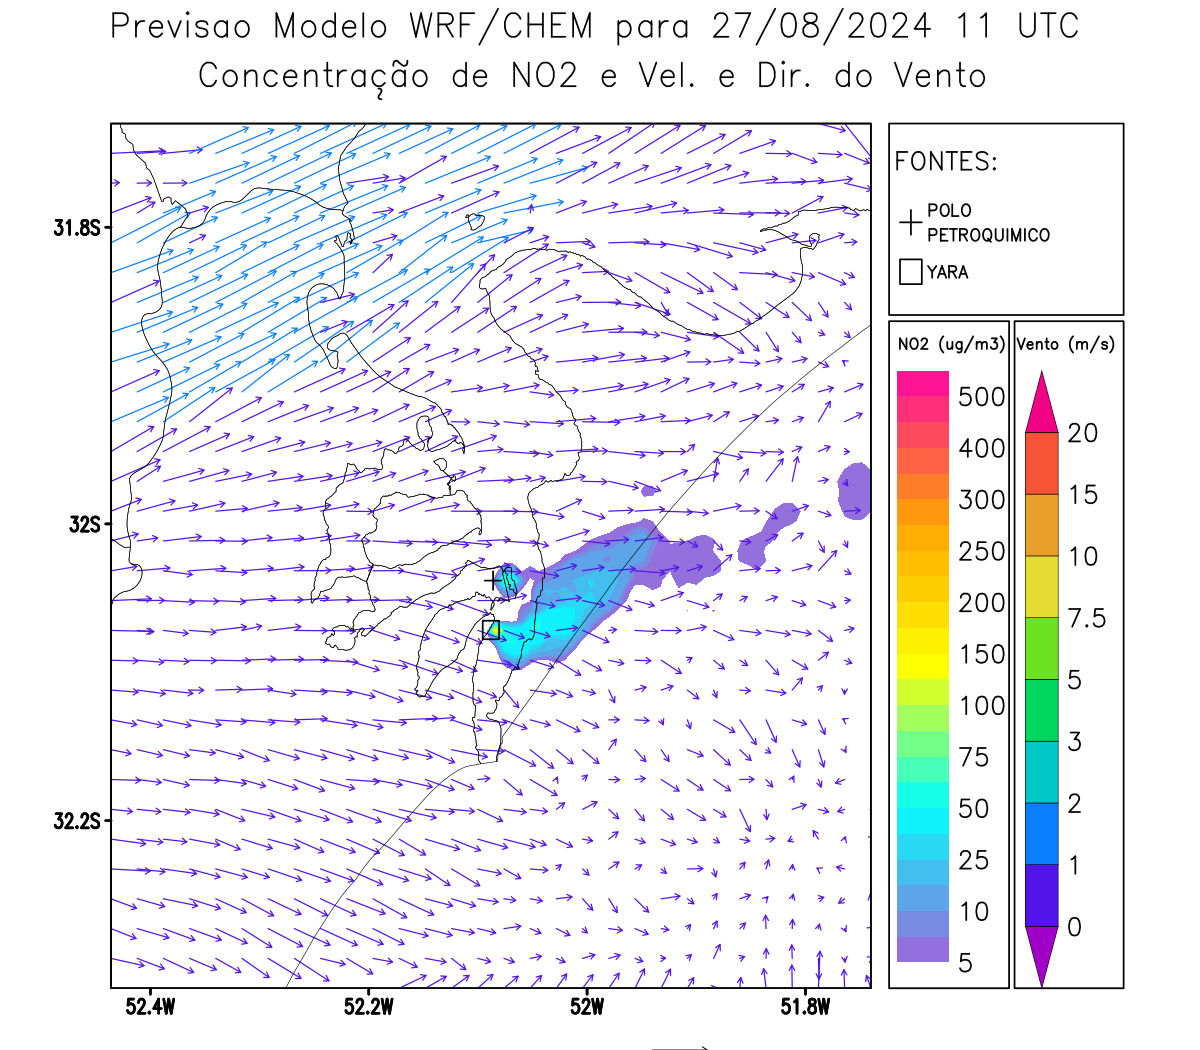 Previsao Modelo WRF/CHEM para 27/08/2024 11 UTC
Concentração de NO2 e Vel. e Dir. do Vento
FONTES:
POLO
PETROQUIMICO
YARA
NO2 (ug/m3)
500
400
300
250
200
150
100
75
50
25
10
5
Vento (m/s)
20
15
10
7.5
5
3
2
1
0
31.8S
32S
32.2S
52.4W
52.2W
52W
51.8W